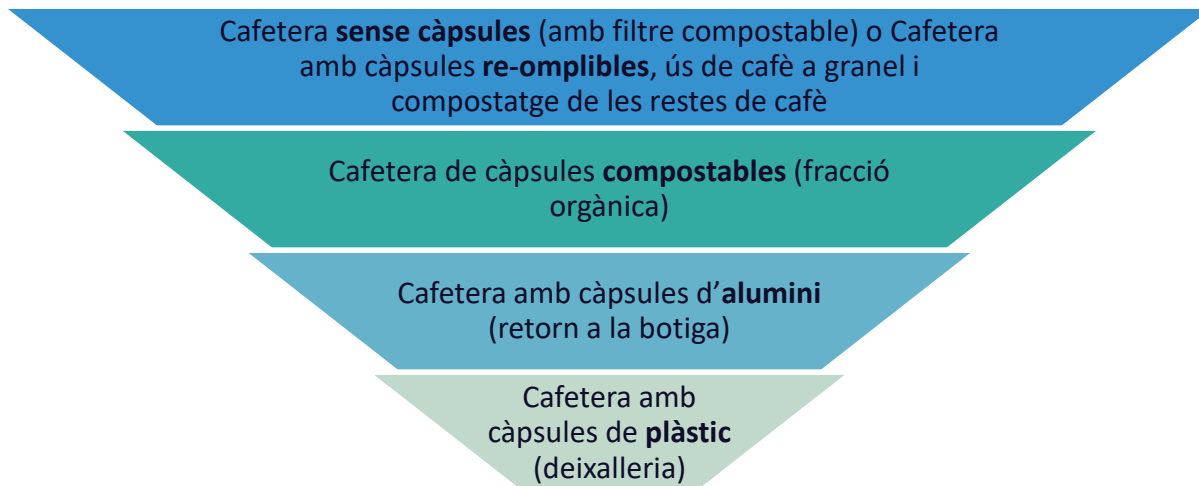 Cafetera sense càpsules (amb filtre compostable) o Cafetera
amb càpsules re-omplibles, ús de cafè a granel i
compostatge de les restes de cafè
Cafetera de càpsules compostables (fracció
orgànica)
Cafetera amb càpsules d’alumini
(retorn a la botiga)
Cafetera amb
càpsules de plàstic
(deixalleria)